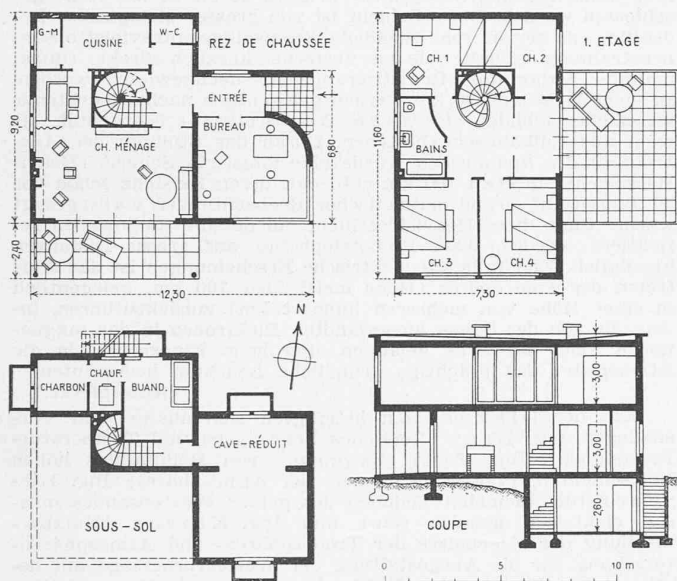 G-M
CUISINE
W-C
REZ DE CHAUSSÉE
ENTRÉE
BUREAU
CH. MÉNAGE
9,20
2,40
6,80
12,30
CH. 1
CH. 2
1. ETAGE
BAINS
11,60
CH. 3
CH. 4
7,30
N
CHARBON
CHAUF.
BUAND.
CAVE-RÉDUIT
SOUS-SOL
COUPE
3,00
3,00
2,60
0 5 10 m